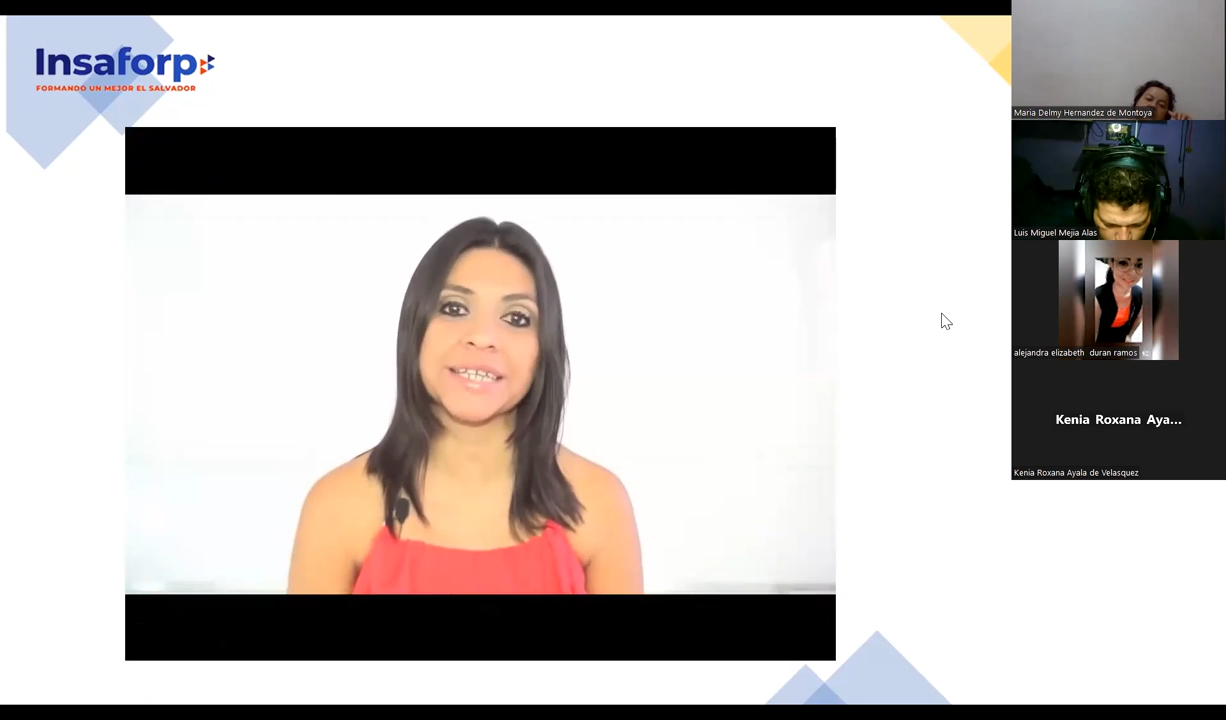 Insaforp
FORMANDO UN MEJOR EL SALVADOR
Maria Delmy Hernandez de Montoya
Luis Miguel Mejia Alas
alejandra elizabeth duran ramos
Kenia Roxana Aya...
Kenia Roxana Ayala de Velasquez